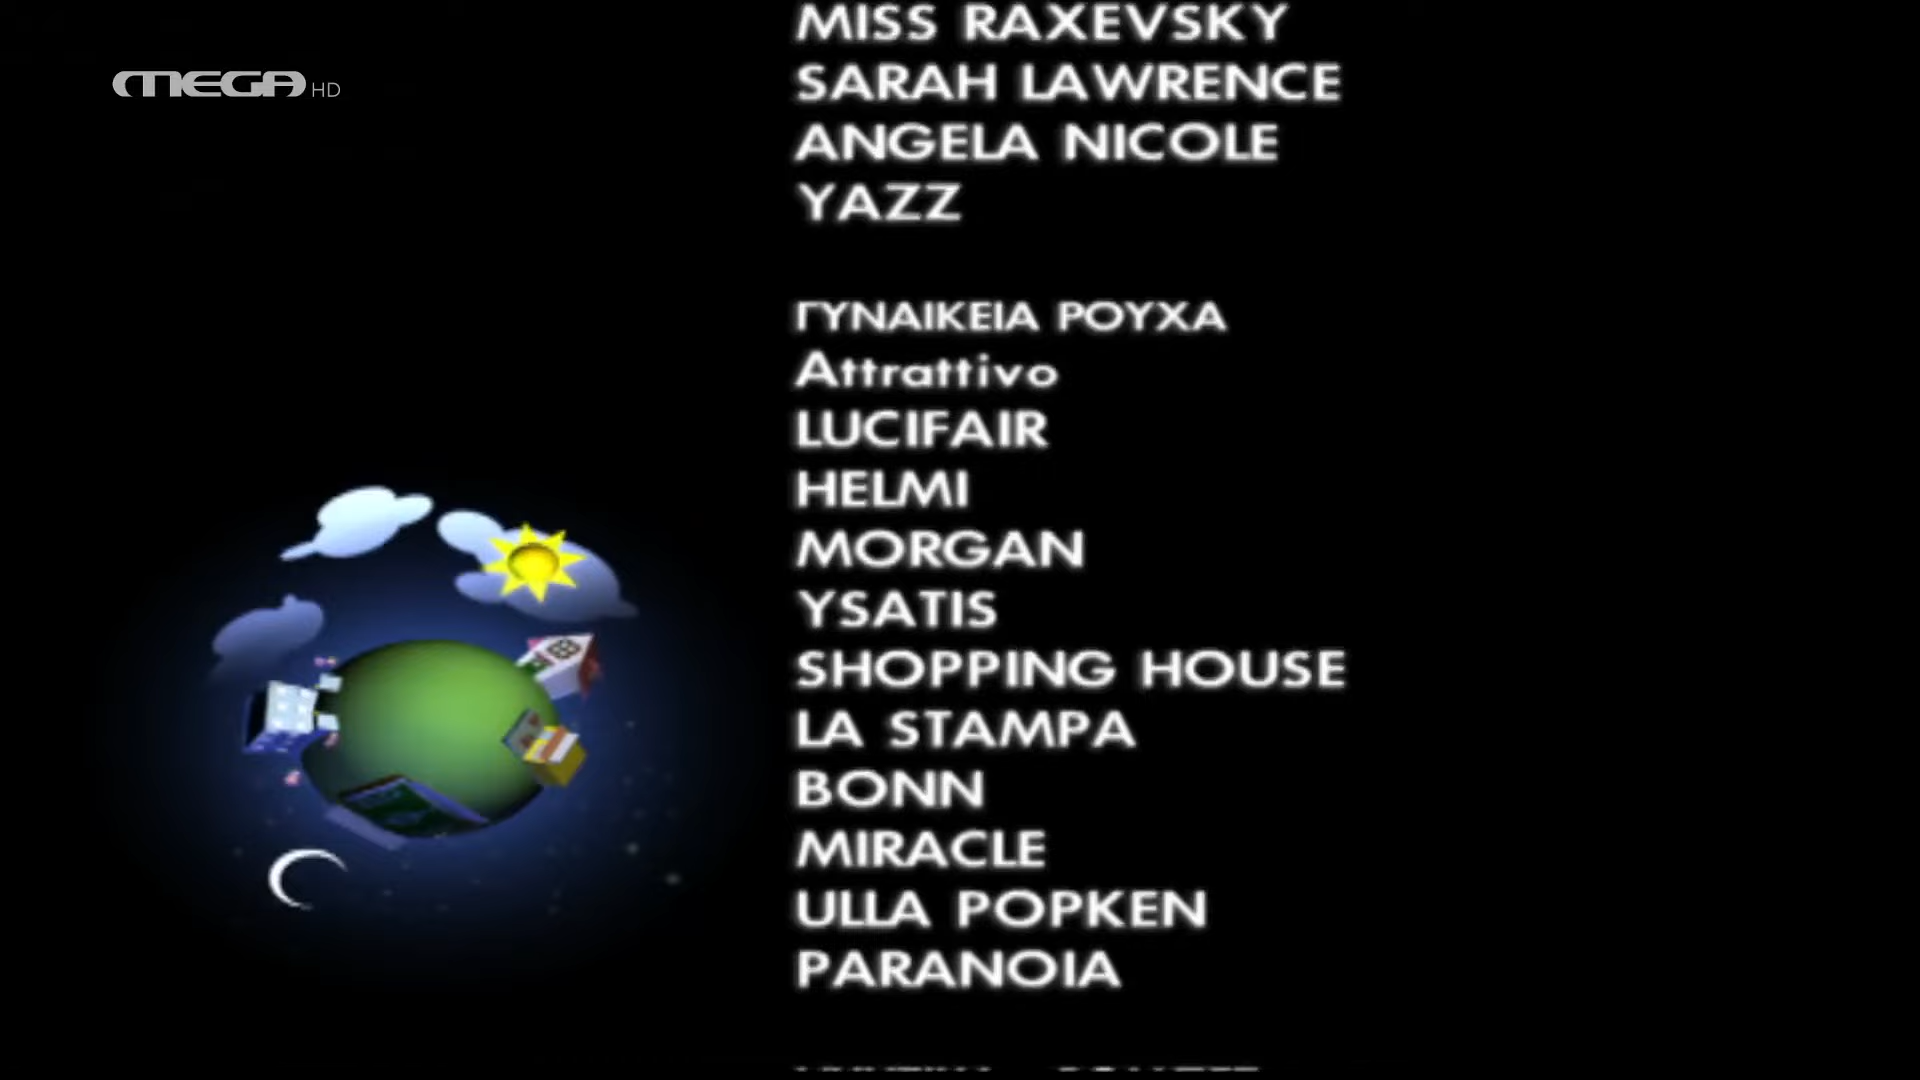 MEGA HD
MISS RAXEVSKY
SARAH LAWRENCE
ANGELA NICOLE
YAZZ
ΓΥΝΑΙΚΕΙΑ ΡΟΥΧΑ
Attrattivo
LUCIFAIR
HELMI
MORGAN
YSATIS
SHOPPING HOUSE
LA STAMPA
BONN
MIRACLE
ULLA POPKEN
PARANOIA